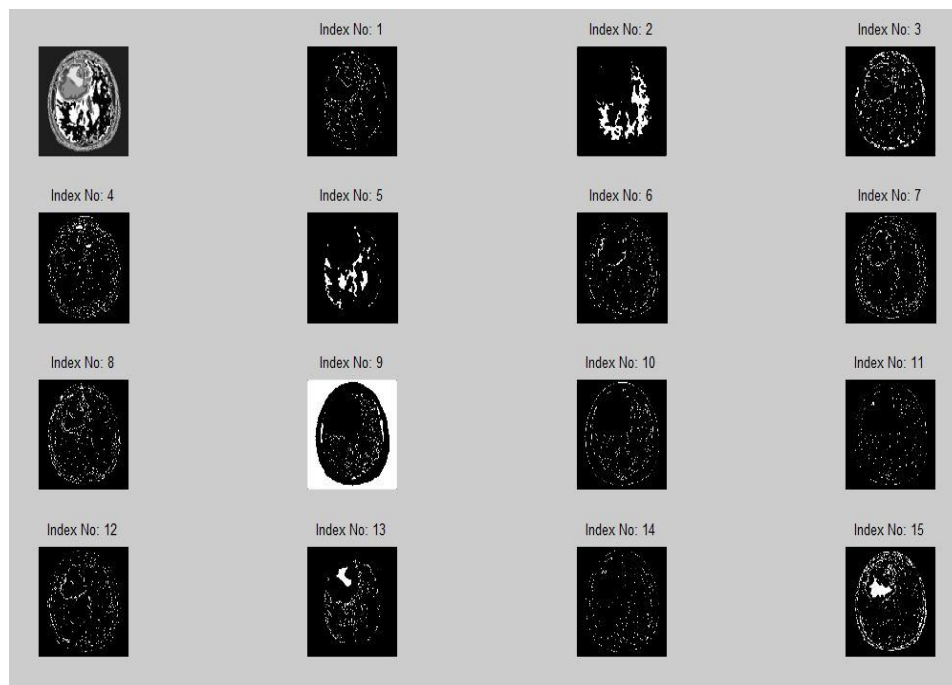 Index No: 1
Index No: 2
Index No: 3
Index No: 4
Index No: 5
Index No: 6
Index No: 7
Index No: 8
Index No: 9
Index No: 10
Index No: 11
Index No: 12
Index No: 13
Index No: 14
Index No: 15